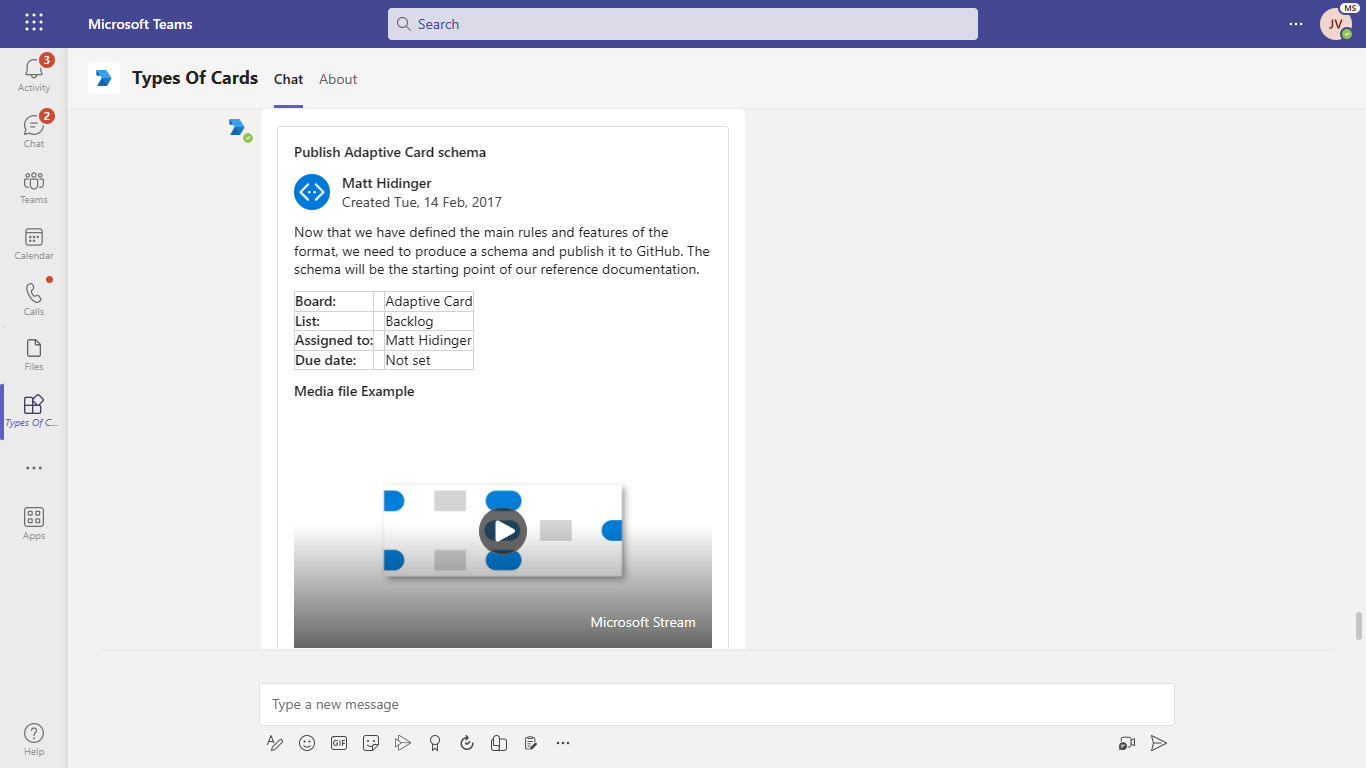 Microsoft Teams
Search
MS
JV
3
Activity
2
Chat
Teams
Calendar
Calls
Files
Types Of C...
Apps
Help
Types Of Cards
Chat
About
Publish Adaptive Card schema
Matt Hidinger
Created Tue, 14 Feb, 2017
Now that we have defined the main rules and features of the
format, we need to produce a schema and publish it to GitHub. The
schema will be the starting point of our reference documentation.
Board: Adaptive Card
List: Backlog
Assigned to: Matt Hidinger
Due date: Not set
Media file Example
Microsoft Stream
Type a new message
GIF